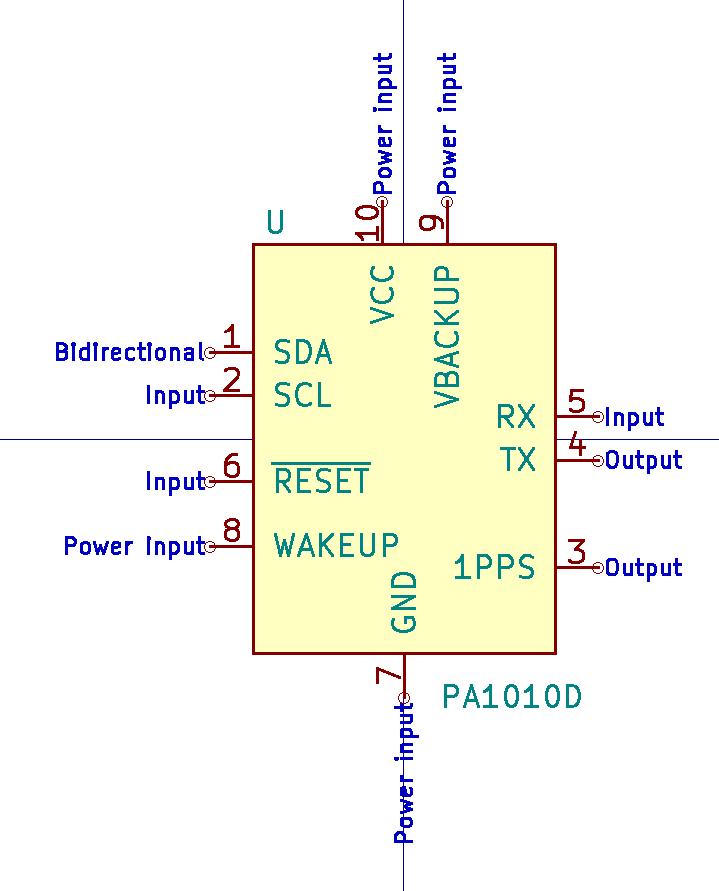 Power input
Power input
10
9
U
VCC
VBACKUP
Bidirectional
1
SDA
Input
2
SCL
RX
5
Input
TX
4
Output
Input
6
RESET
Power input
8
WAKEUP
1PPS
3
Output
GND
7
PA1010D
Power input